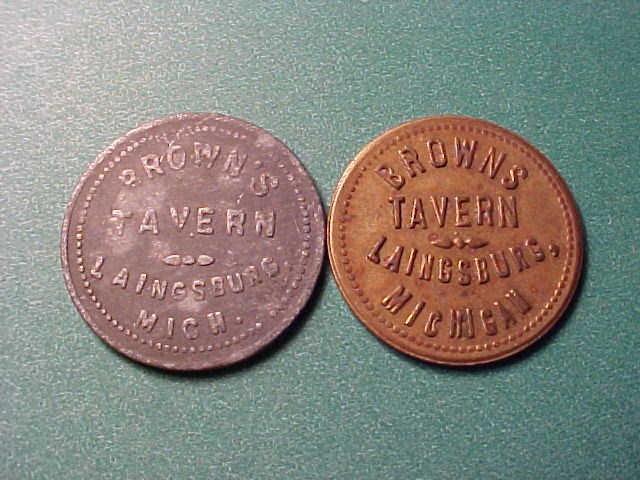 BROWN'S
TAVERN
LAINGSBURG
MICH.
BROWNS
TAVERN
LAINGSBURG,
MICHIGAN